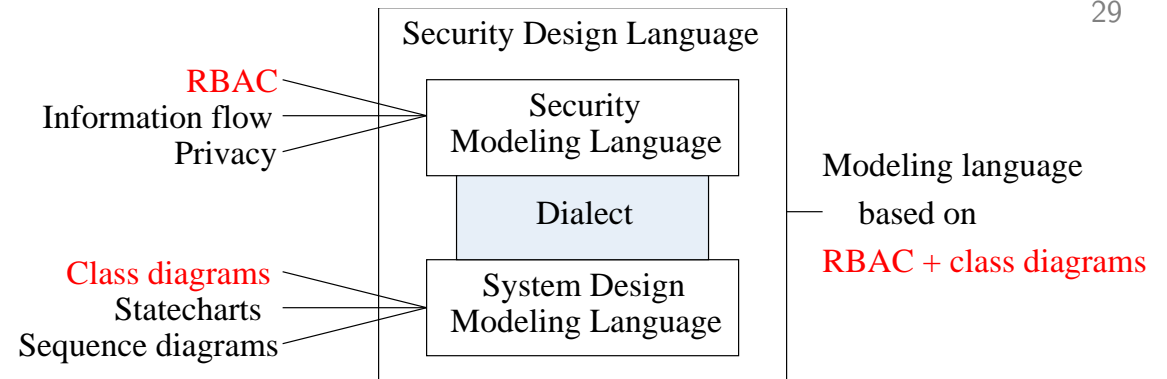 29
Security Design Language
RBAC
Information flow
Privacy
Security
Modeling Language
Dialect
Modeling language
based on
RBAC + class diagrams
Class diagrams
Statecharts
Sequence diagrams
System Design
Modeling Language